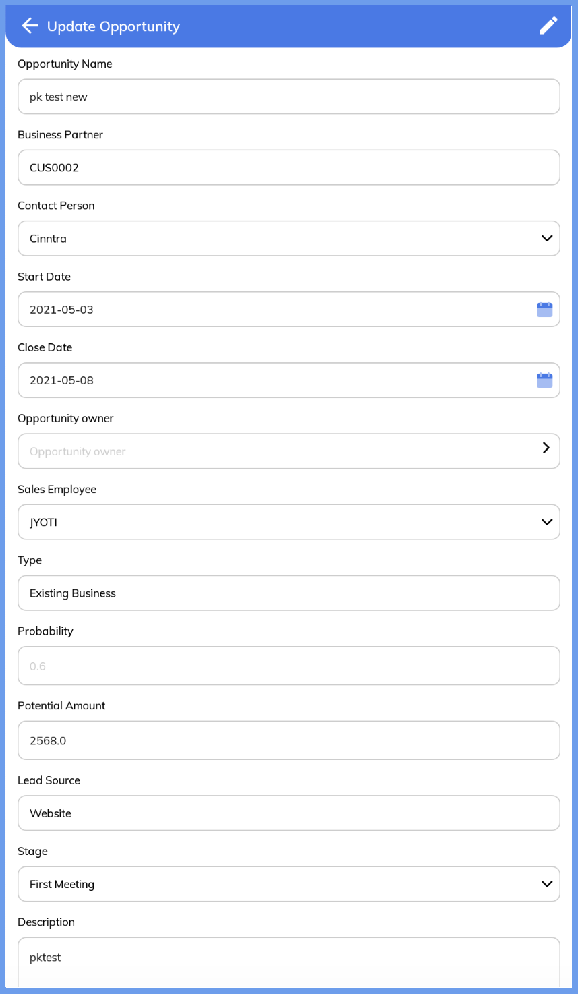 Update Opportunity
Opportunity Name
pk test new
Business Partner
CUS0002
Contact Person
Cinntra
Start Date
2021-05-03
Close Date
2021-05-08
Opportunity owner
Opportunity owner
Sales Employee
JYOTI
Type
Existing Business
Probability
0.6
Potential Amount
2568.0
Lead Source
Website
Stage
First Meeting
Description
pktest